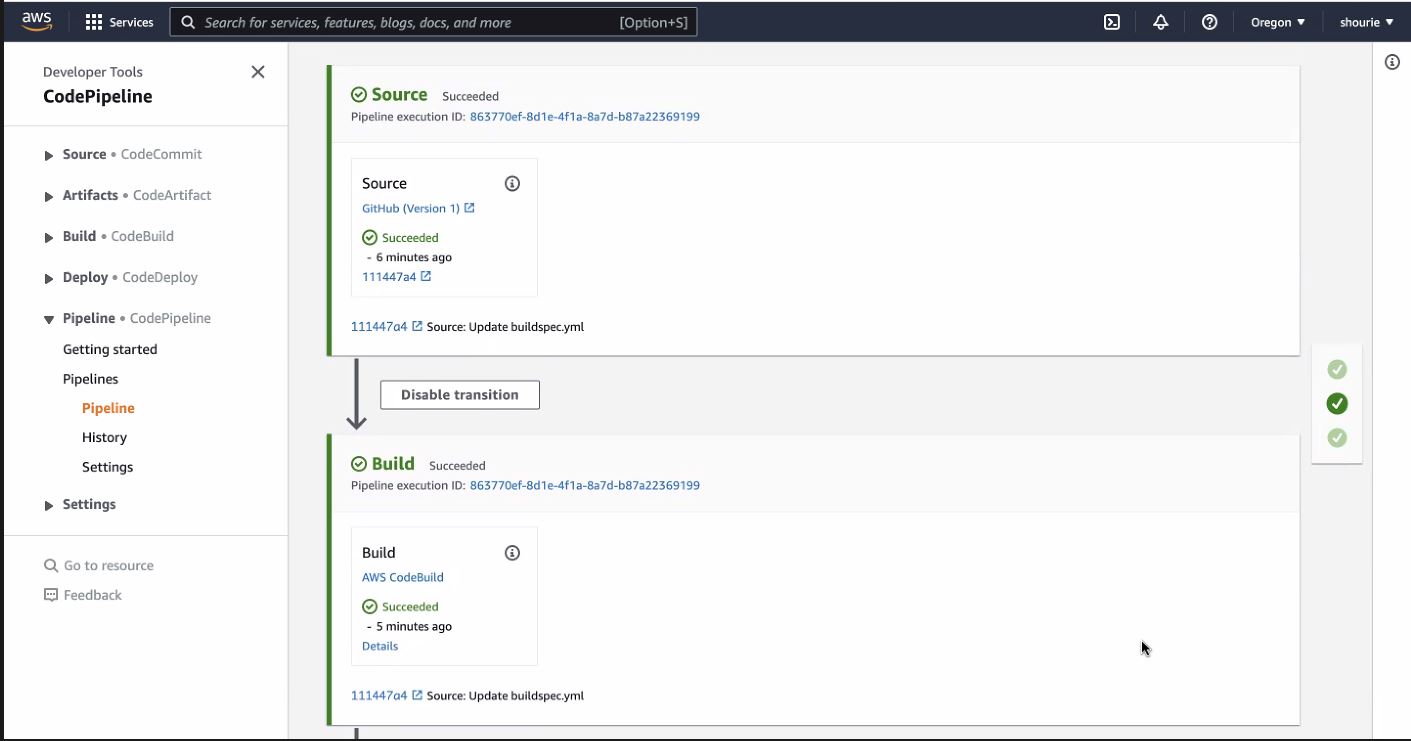 aws Services Search for services, features, blogs, docs, and more [Option+S] Oregon shourie
Developer Tools
CodePipeline
Source • CodeCommit
Artifacts • CodeArtifact
Build • CodeBuild
Deploy • CodeDeploy
Pipeline • CodePipeline
Getting started
Pipelines
Pipeline
History
Settings
Settings
Go to resource
Feedback
Source Succeeded
Pipeline execution ID: 863770ef-8d1e-4f1a-8a7d-b87a22369199
Source
GitHub (Version 1)
Succeeded
- 6 minutes ago
111447a4
111447a4 Source: Update buildspec.yml
Disable transition
Build Succeeded
Pipeline execution ID: 863770ef-8d1e-4f1a-8a7d-b87a22369199
Build
AWS CodeBuild
Succeeded
- 5 minutes ago
Details
111447a4 Source: Update buildspec.yml